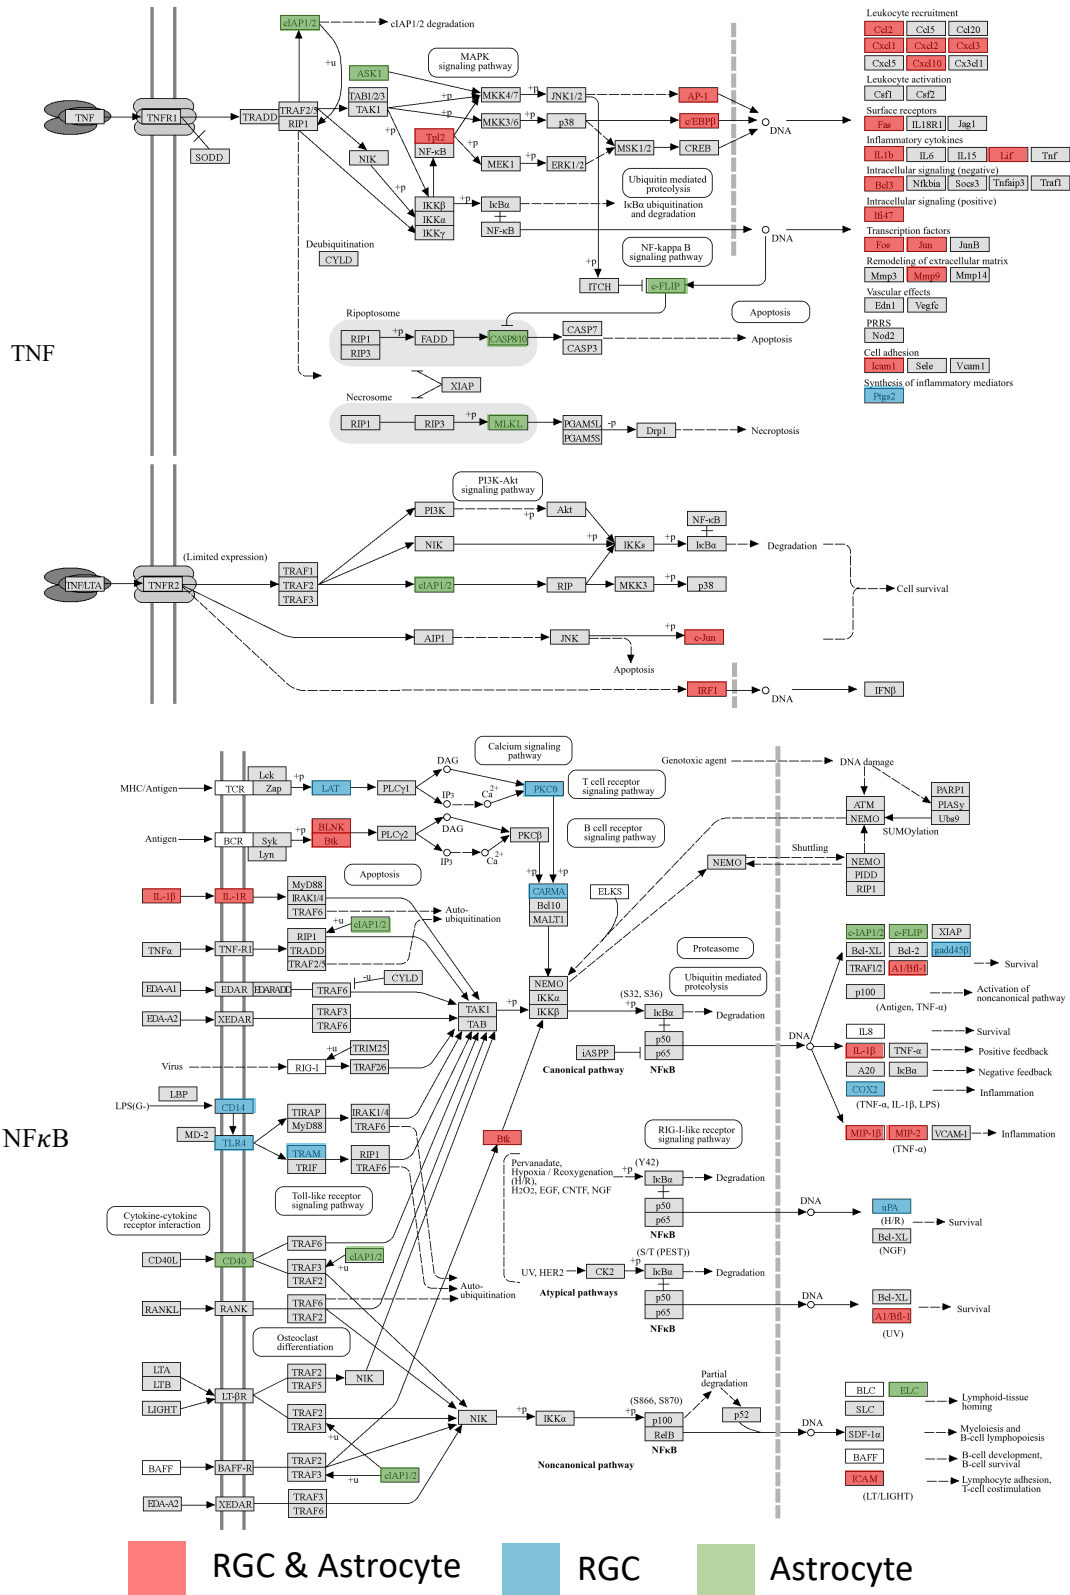 cIAP1/2
cIAP1/2 degradation
+u
MAPK
signaling pathway
ASK1
TNF
TNFR1
SODD
TRADD
TRAF2/5
RIP1
TAB1/2/3
TAK1
+p
MKK4/7
+p
JNK1/2
AP-1
MKK3/6
+p
p38
c/EBPβ
DNA
Tpl2
NF-κB
MEK1
+p
ERK1/2
MSK1/2
CREB
NIK
+p
+p
IKKβ
IKKα
IKKγ
+p
IκBα
NF-κB
Ubiquitin mediated
proteolysis
IκBα ubiquitination
and degradation
DNA
Deubiquitination
CYLD
NF-kappa B
signaling pathway
+p
ITCH
c-FLIP
Apoptosis
Ripoptosome
RIP1
RIP3
+p
FADD
CASP8/10
CASP7
CASP3
Apoptosis
XIAP
Necrosome
RIP1
RIP3
+p
MLKL
PGAM5L
PGAM5S
-p
Drp1
Necroptosis
Leukocyte recruitment
Ccl2 Ccl5 Ccl20
Cxcl1 Cxcl2 Cxcl3
Cxcl5 Cxcl10 Cx3cl1
Leukocyte activation
Csf1 Csf2
Surface receptors
Fas IL18R1 Jag1
Inflammatory cytokines
IL1b IL6 IL15 Lif Tnf
Intracellular signaling (negative)
Bcl3 Nfkbia Socs3 Tnfaip3 Traf1
Intracellular signaling (positive)
Ifi47
Transcription factors
Fos Jun JunB
Remodeling of extracellular matrix
Mmp3 Mmp9 Mmp14
Vascular effects
Edn1 Vegfc
PRRS
Nod2
Cell adhesion
Icam1 Sele Vcam1
Synthesis of inflammatory mediators
Ptgs2
TNF
PI3K-Akt
signaling pathway
PI3K
+p
Akt
NF-κB
(Limited expression)
NIK
+p
IKKs
+p
IκBα
Degradation
TNF/LTA
TNFR2
TRAF1
TRAF2
TRAF3
cIAP1/2
RIP
MKK3
p38
Cell survival
AIP1
JNK
+p
c-Jun
Apoptosis
IRF1
DNA
IFNβ
Calcium signaling
pathway
MHC/Antigen
TCR
Lck
Zap
+p
LAT
PLCγ1
DAG
IP3
Ca2+
PKCθ
T cell receptor
signaling pathway
Antigen
BCR
Syk
Lyn
+p
BLNK
Btk
PLCγ2
DAG
IP3
Ca2+
PKCβ
B cell receptor
signaling pathway
+p
+p
CARMA
Bcl10
MALT1
ELKS
Genotoxic agent
DNA damage
ATM
NEMO
PARP1
PIASy
Ubs9
SUMOylation
Shuttling
NEMO
NEMO
PIDD
RIP1
Apoptosis
IL-1β
IL-1R
MyD88
IRAK1/4
TRAF6
Auto-
ubiquitination
+u
cIAP1/2
TNFα
TNF-R1
RIP1
TRADD
TRAF2/5
-u
CYLD
EDA-A1
EDAR
EDARADD
TRAF6
EDA-A2
XEDAR
TRAF3
TRAF6
TAK1
TAB
+p
NEMO
IKKα
IKKβ
Proteasome
Ubiquitin mediated
proteolysis
(S32, S36)
+p
IκBα
p50
p65
Degradation
iASPP
Canonical pathway
NFκB
DNA
Virus
RIG-I
+u
TRIM25
TRAF2/6
c-IAP1/2 c-FLIP XIAP
Bcl-XL Bcl-2 gadd45β
TRAF1/2 A1/Bfl-1
Survival
p100
Activation of
noncanonical pathway
(Antigen, TNF-α)
IL8
Survival
IL-1β TNF-α
Positive feedback
A20 IκBα
Negative feedback
COX2
Inflammation
(TNF-α, IL-1β, LPS)
MIP-1β MIP-2 VCAM-1
Inflammation
(TNF-α)
NFκB
LBP
LPS(G-)
CD14
MD-2
TLR4
TIRAP
MyD88
IRAK1/4
TRAF6
TRAM
TRIF
RIP1
TRAF6
Toll-like receptor
signaling pathway
Btk
RIG-I-like receptor
signaling pathway
Pervanadate,
Hypoxia / Reoxygenation
(H/R),
H2O2, EGF, CNTF, NGF
+p
(Y42)
IκBα
p50
p65
NFκB
Degradation
DNA
uPA
(H/R)
Bcl-XL
(NGF)
Survival
Cytokine-cytokine
receptor interaction
CD40L
CD40
TRAF6
TRAF3
TRAF2
cIAP1/2
+u
Auto-
ubiquitination
UV, HER2
CK2
+p
(S/T (PEST))
IκBα
p50
p65
NFκB
Degradation
Atypical pathways
DNA
Bcl-XL
A1/Bfl-1
(UV)
Survival
RANKL
RANK
TRAF6
TRAF2
Osteoclast
differentiation
LTA
LTB
LIGHT
LT-βR
TRAF2
TRAF5
NIK
TRAF2
TRAF3
+u
NIK
+p
IKKα
+p
(S866, S870)
p100
RelB
NFκB
Partial
degradation
p52
DNA
Noncanonical pathway
BAFF
BAFF-R
TRAF2
TRAF3
+u
cIAP1/2
EDA-A2
XEDAR
TRAF3
TRAF6
BLC ELC
SLC
Lymphoid-tissue
homing
SDF-1α
Myeloiesis and
B-cell lymphopoiesis
BAFF
B-cell development,
B-cell survival
ICAM
Lymphocyte adhesion,
T-cell costimulation
(LT/LIGHT)
RGC & Astrocyte
RGC
Astrocyte